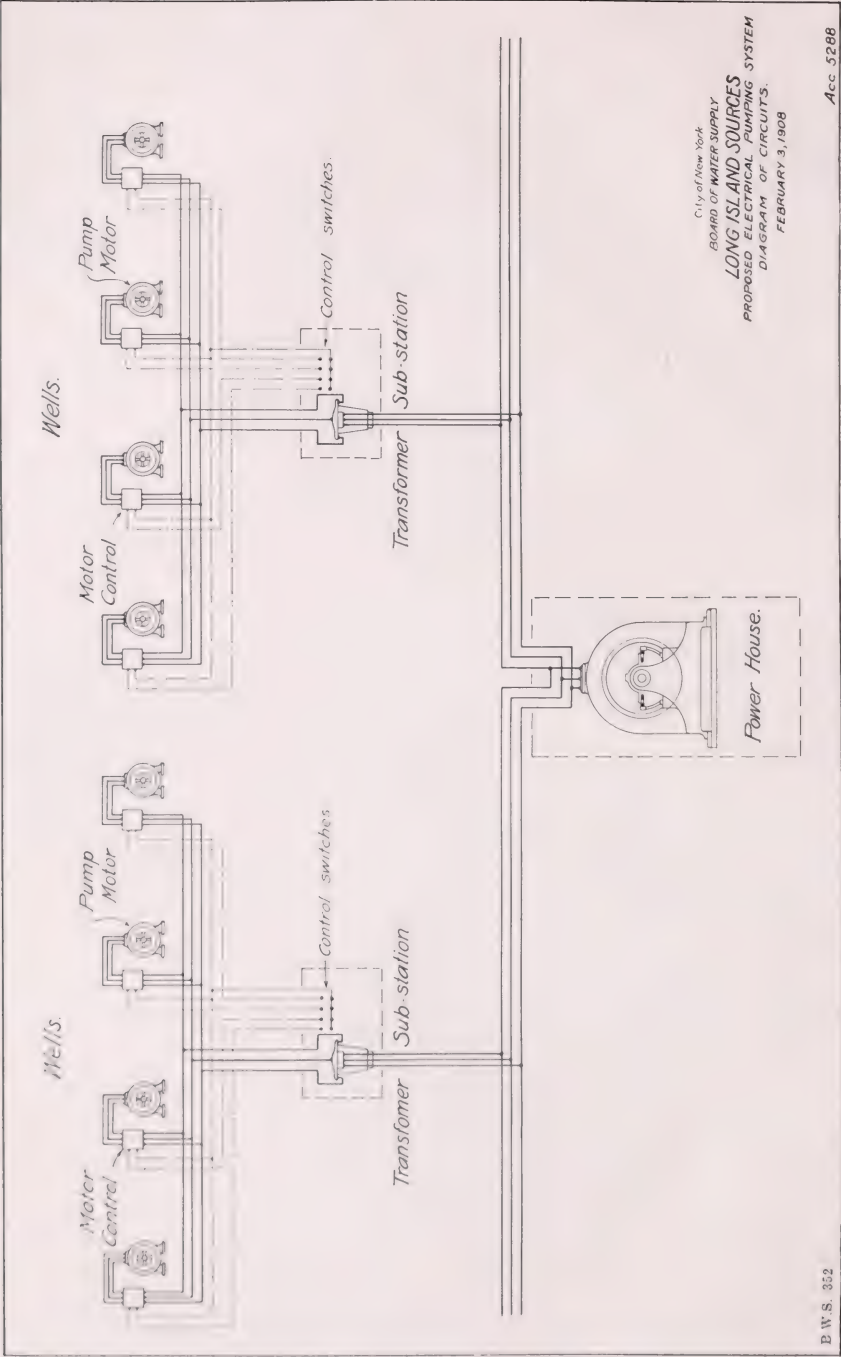 Wells.
Wells.
Motor
Control
Pump
Motor
Motor
Control
Pump
Motor
Control switches
Control switches.
Transfomer Sub-station
Transformer Sub-station
Power House.
City of New York
BOARD OF WATER SUPPLY
LONG ISLAND SOURCES
PROPOSED ELECTRICAL PUMPING SYSTEM
DIAGRAM OF CIRCUITS.
FEBRUARY 3, 1908
B.W.S. 352
Acc 5288